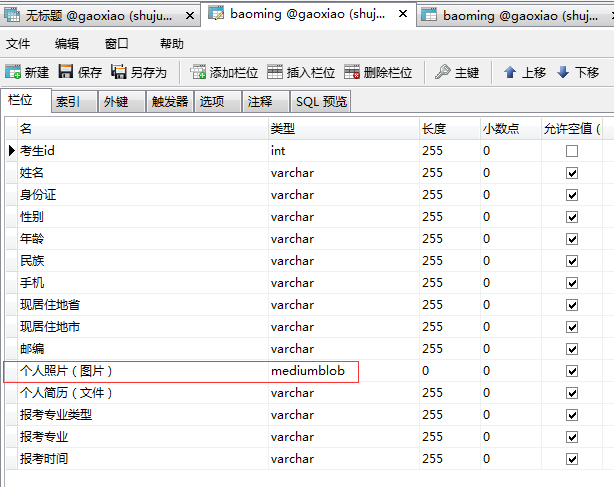 无标题 @gaoxiao (shuju... baoming @gaoxiao (shuj... baoming @gaoxiao (shuju
文件 编辑 窗口 帮助
新建 保存 另存为 添加栏位 插入栏位 删除栏位 主键 上移 下移
栏位 索引 外键 触发器 选项 注释 SQL 预览
名 类型 长度 小数点 允许空值 (
考生id int 255 0
姓名 varchar 255 0
身份证 varchar 255 0
性别 varchar 255 0
年龄 varchar 255 0
民族 varchar 255 0
手机 varchar 255 0
现居住地省 varchar 255 0
现居住地市 varchar 255 0
邮编 varchar 255 0
个人照片（图片） mediumblob 0 0
个人简历（文件） varchar 255 0
报考专业类型 varchar 255 0
报考专业 varchar 255 0
报考时间 varchar 255 0